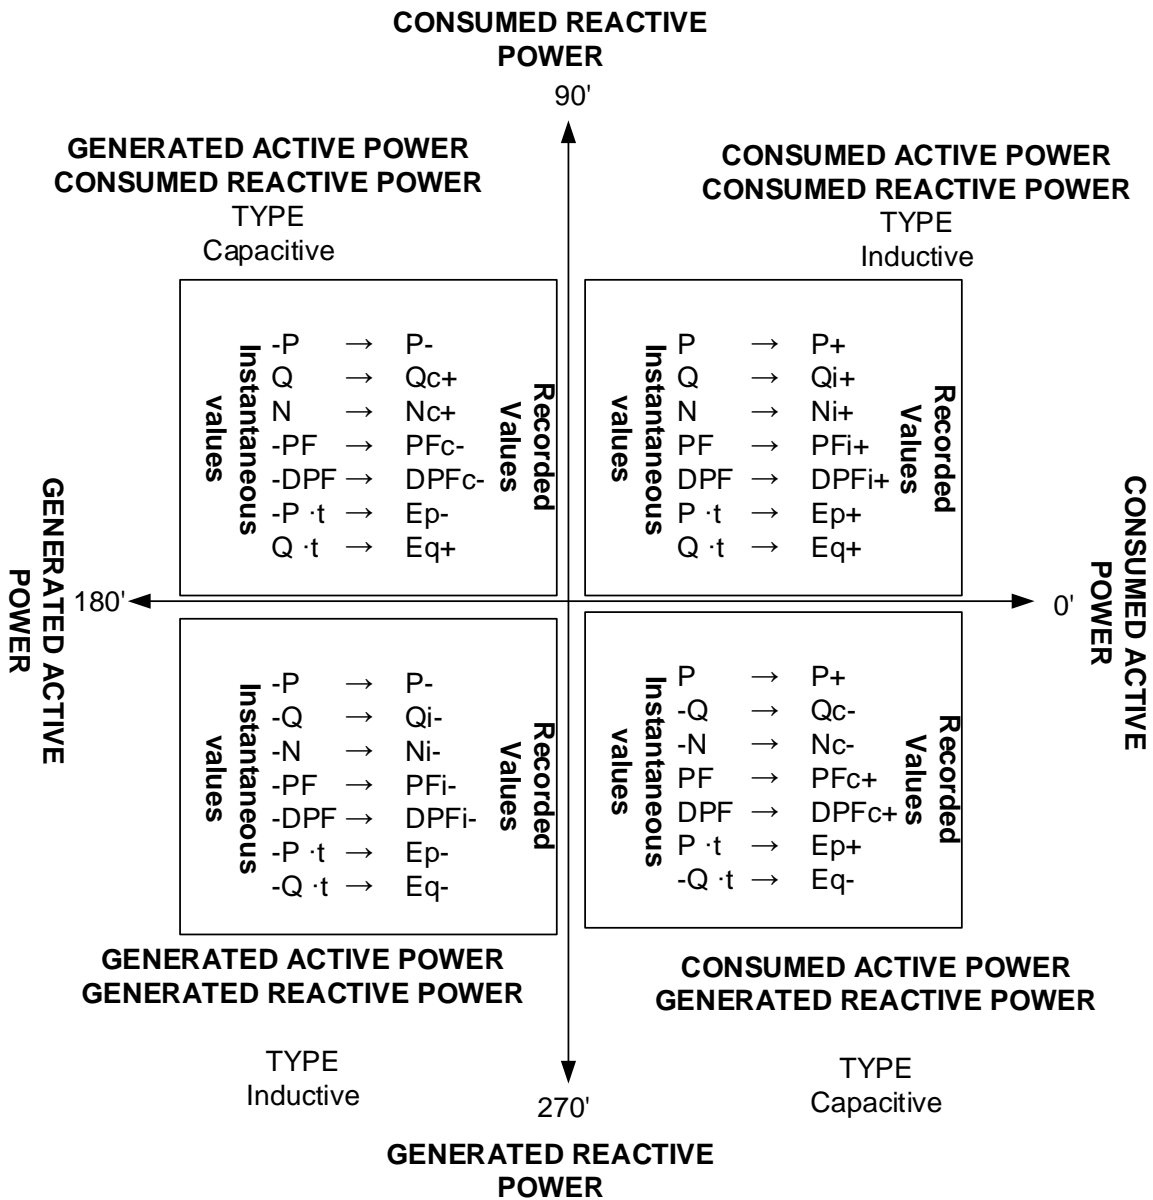 CONSUMED REACTIVE
POWER
90'
GENERATED ACTIVE POWER
CONSUMED REACTIVE POWER
TYPE
Capacitive
CONSUMED ACTIVE POWER
CONSUMED REACTIVE POWER
TYPE
Inductive
Instantaneous
values
-P → P-
Q → Qc+
N → Nc+
-PF → PFc-
-DPF → DPFc-
-P ·t → Ep-
Q ·t → Eq+
Recorded
Values
Instantaneous
values
P → P+
Q → Qi+
N → Ni+
PF → PFi+
DPF → DPFi+
P ·t → Ep+
Q ·t → Eq+
Recorded
Values
GENERATED ACTIVE
POWER
180'
0'
CONSUMED ACTIVE
POWER
Instantaneous
values
-P → P-
-Q → Qi-
-N → Ni-
-PF → PFi-
-DPF → DPFi-
-P ·t → Ep-
-Q ·t → Eq-
Recorded
Values
Instantaneous
values
P → P+
-Q → Qc-
-N → Nc-
PF → PFc+
DPF → DPFc+
P ·t → Ep+
-Q ·t → Eq-
Recorded
Values
GENERATED ACTIVE POWER
GENERATED REACTIVE POWER
TYPE
Inductive
CONSUMED ACTIVE POWER
GENERATED REACTIVE POWER
TYPE
Capacitive
270'
GENERATED REACTIVE
POWER